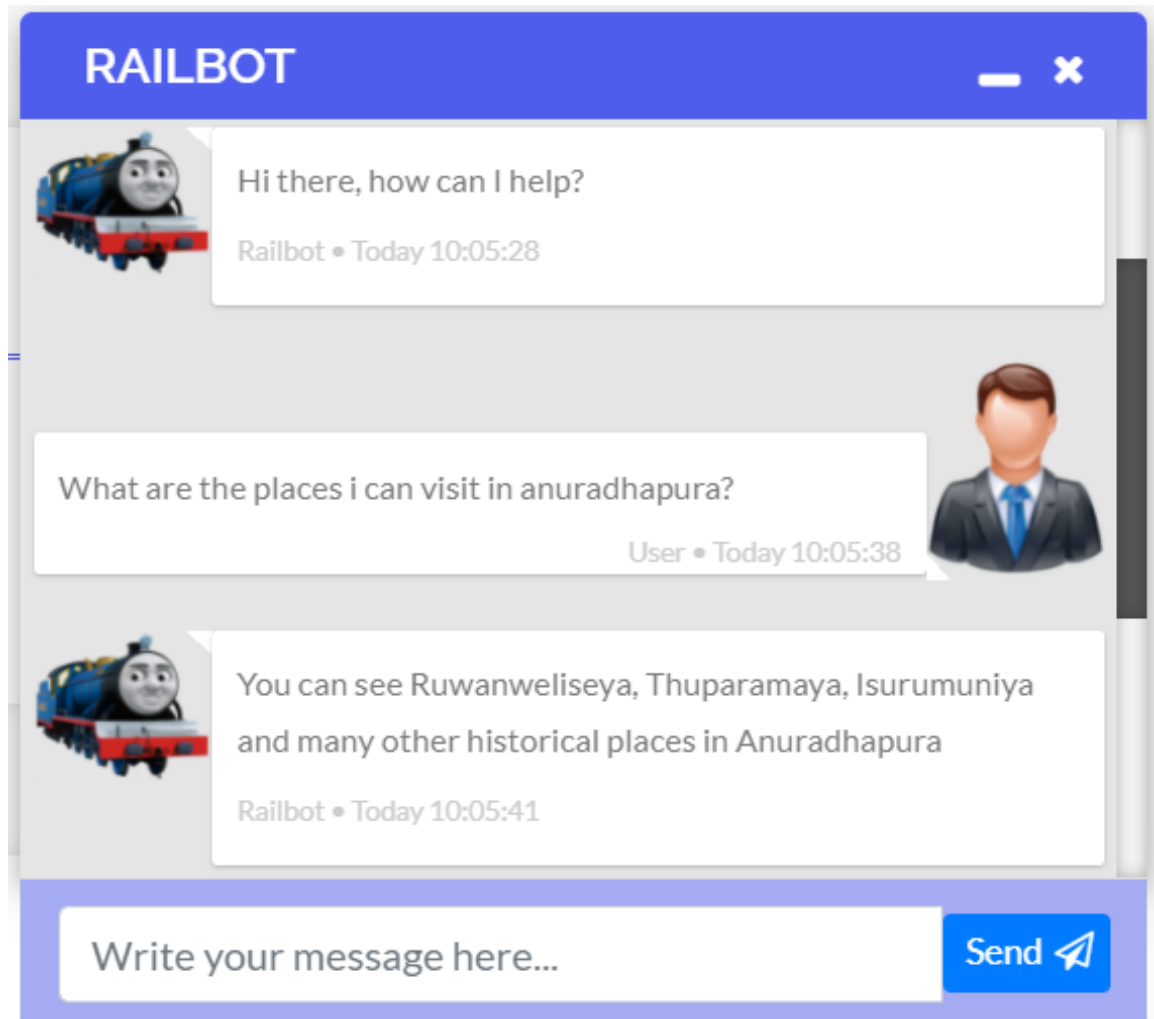 RAILBOT
Hi there, how can I help?
Railbot • Today 10:05:28
What are the places i can visit in anuradhapura?
User • Today 10:05:38
You can see Ruwanweliseya, Thuparamaya, Isurumuniya
and many other historical places in Anuradhapura
Railbot • Today 10:05:41
Write your message here...
Send